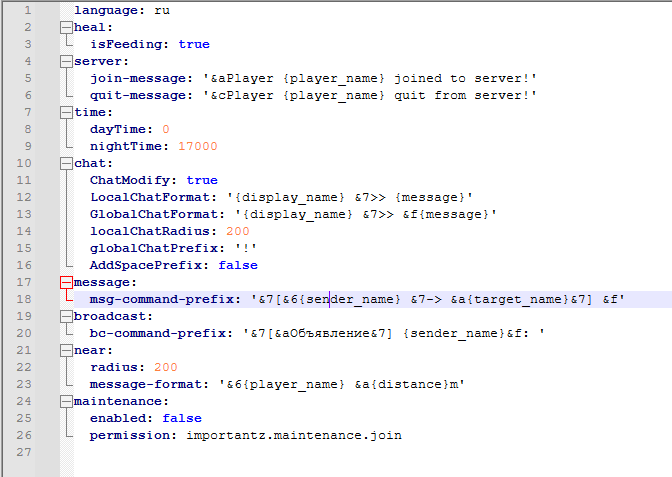 1 language: ru
2 heal:
3   isFeeding: true
4 server:
5   join-message: '&aPlayer {player_name} joined to server!'
6   quit-message: '&cPlayer {player_name} quit from server!'
7 time:
8   dayTime: 0
9   nightTime: 17000
10 chat:
11   ChatModify: true
12   LocalChatFormat: '{display_name} &7>> {message}'
13   GlobalChatFormat: '{display_name} &7>> &f{message}'
14   localChatRadius: 200
15   globalChatPrefix: '!'
16   AddSpacePrefix: false
17 message:
18   msg-command-prefix: '&7[&6{sender_name} &7-> &a{target_name}&7] &f'
19 broadcast:
20   bc-command-prefix: '&7[&aОбъявление&7] {sender_name}&f: '
21 near:
22   radius: 200
23   message-format: '&6{player_name} &a{distance}m'
24 maintenance:
25   enabled: false
26   permission: importantz.maintenance.join
27